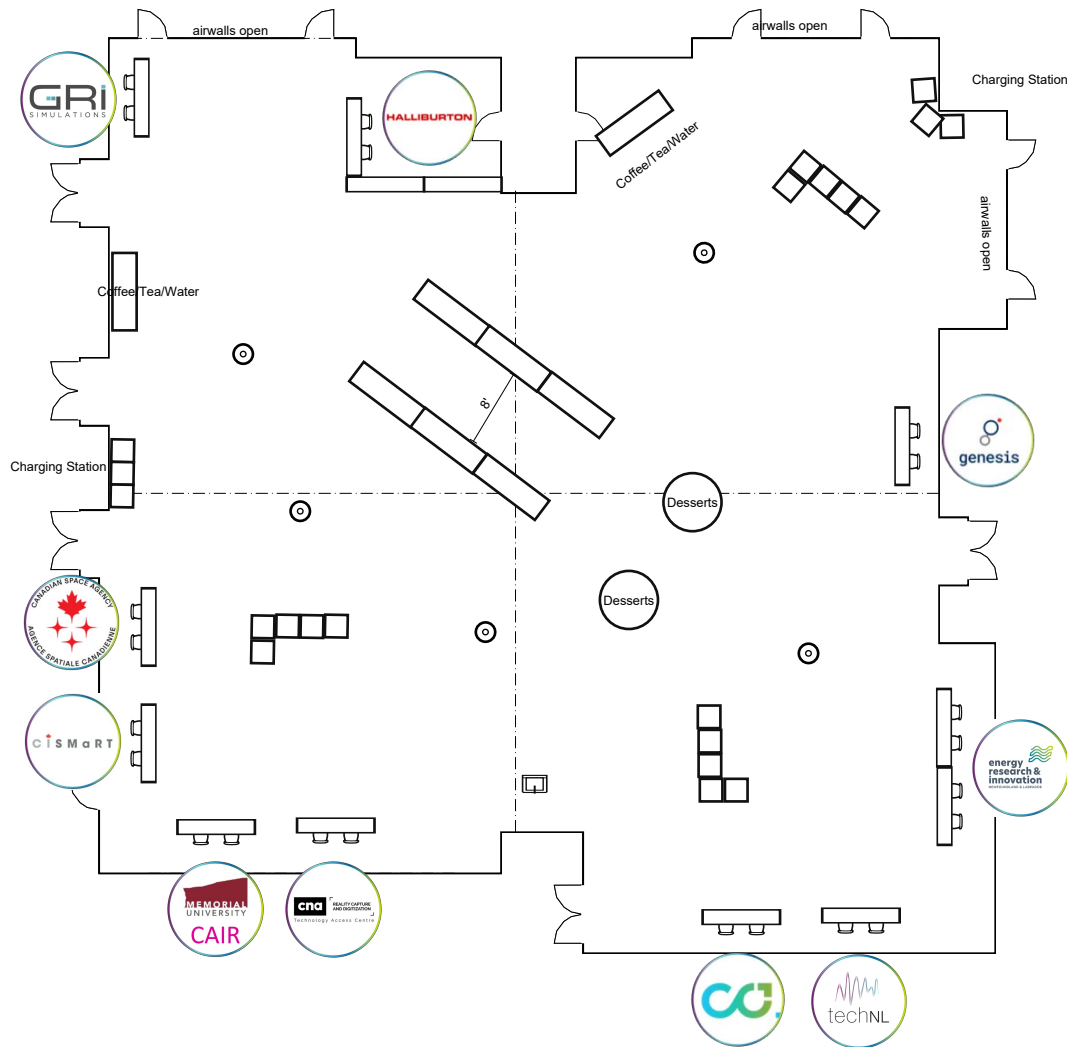 airwalls open
airwalls open
GRi
SIMULATIONS
HALLIBURTON
Charging Station
Coffee/Tea/Water
airwalls open
Coffee/Tea/Water
8'
genesis
Charging Station
Desserts
Desserts
CANADIAN SPACE AGENCY
AGENCE SPATIALE CANADIENNE
CiSMaRT
energy
research &
innovation
NEWFOUNDLAND & LABRADOR
MEMORIAL
UNIVERSITY
CAIR
cna
REALITY CAPTURE
AND DIGITIZATION
Technology Access Centre
techNL